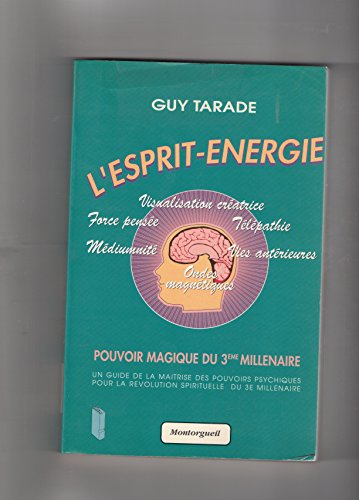 GUY TARADE
L'ESPRIT-ENERGIE
Visualisation créatrice
Force pensée
Télépathie
Médiumnité
Vies antérieures
Ondes
magnétiques
POUVOIR MAGIQUE DU 3EME MILLENAIRE
UN GUIDE DE LA MAITRISE DES POUVOIRS PSYCHIQUES
POUR LA REVOLUTION SPIRITUELLE DU 3E MILLENAIRE
Montorgueil